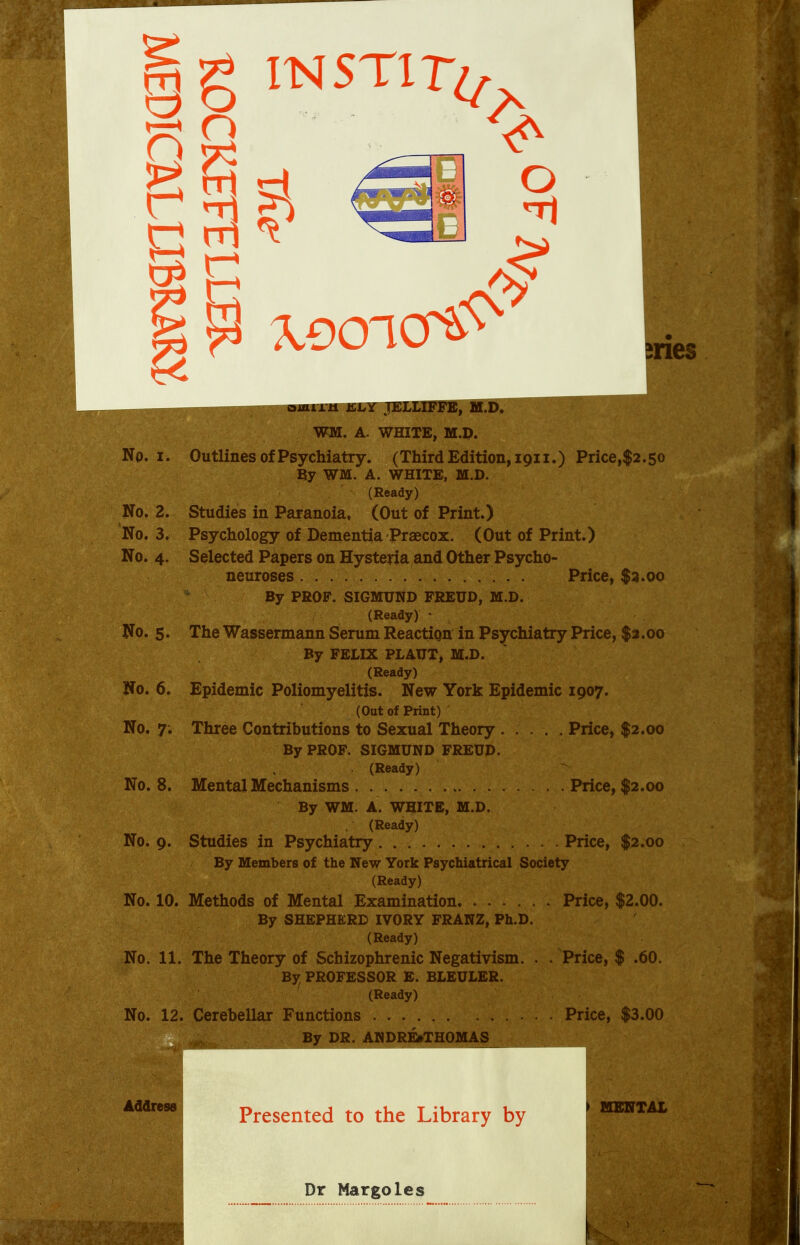 The
INSTITUTE OF NEUROLOGY
ROCKEFELLER
MEDICAL LIBRARY
SMITH ELY JELLIFFE, M.D.
WM. A. WHITE, M.D.
No. 1. Outlines of Psychiatry. (Third Edition, 1911.) Price, $2.50
By WM. A. WHITE, M.D.
(Ready)
No. 2. Studies in Paranoia. (Out of Print.)
No. 3. Psychology of Dementia Præcox. (Out of Print.)
No. 4. Selected Papers on Hysteria and Other Psycho-
neuroses . . . . . . . . . . . . . . . . Price, $2.00
By PROF. SIGMUND FREUD, M.D.
(Ready)
No. 5. The Wassermann Serum Reaction in Psychiatry Price, $2.00
By FELIX PLAUT, M.D.
(Ready)
No. 6. Epidemic Poliomyelitis. New York Epidemic 1907.
(Out of Print)
No. 7. Three Contributions to Sexual Theory . . . . . Price, $2.00
By PROF. SIGMUND FREUD.
(Ready)
No. 8. Mental Mechanisms . . . . . . . . . . . . . . . Price, $2.00
By WM. A. WHITE, M.D.
(Ready)
No. 9. Studies in Psychiatry . . . . . . . . . . . . . Price, $2.00
By Members of the New York Psychiatrical Society
(Ready)
No. 10. Methods of Mental Examination. . . . . . . Price, $2.00.
By SHEPHERD IVORY FRANZ, Ph.D.
(Ready)
No. 11. The Theory of Schizophrenic Negativism. . . Price, $ .60.
By PROFESSOR E. BLEULER.
(Ready)
No. 12. Cerebellar Functions . . . . . . . . . . . . Price, $3.00
By DR. ANDRÉ-THOMAS
Address MENTAL
Presented to the Library by
Dr Margoles